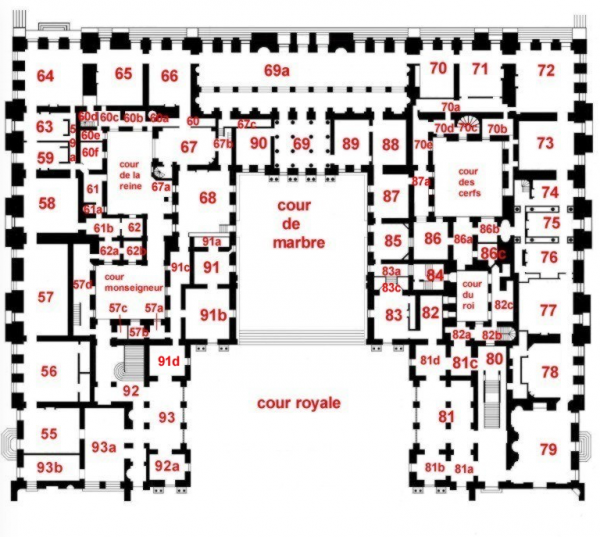 64
65
66
69a
70
71
72
70a
60d
60c
60b
60a
60
67c
63
5
9
a
60e
67
67b
90
69
89
88
70e
70d
70c
70b
73
59
60f
cour
de la
reine
67a
87a
cour
des
cerfs
58
61
61a
68
cour
de
marbre
87
74
61b
62
91a
85
86
86a
86b
75
62a
62b
91c
91
86c
76
57
57d
cour
monseigneur
83a
83c
84
cour
du
roi
82c
57c
57a
57b
91b
83
82
82a
82b
77
56
91d
92
81d
81c
80
78
cour royale
55
93a
93
81
79
93b
92a
81b
81a